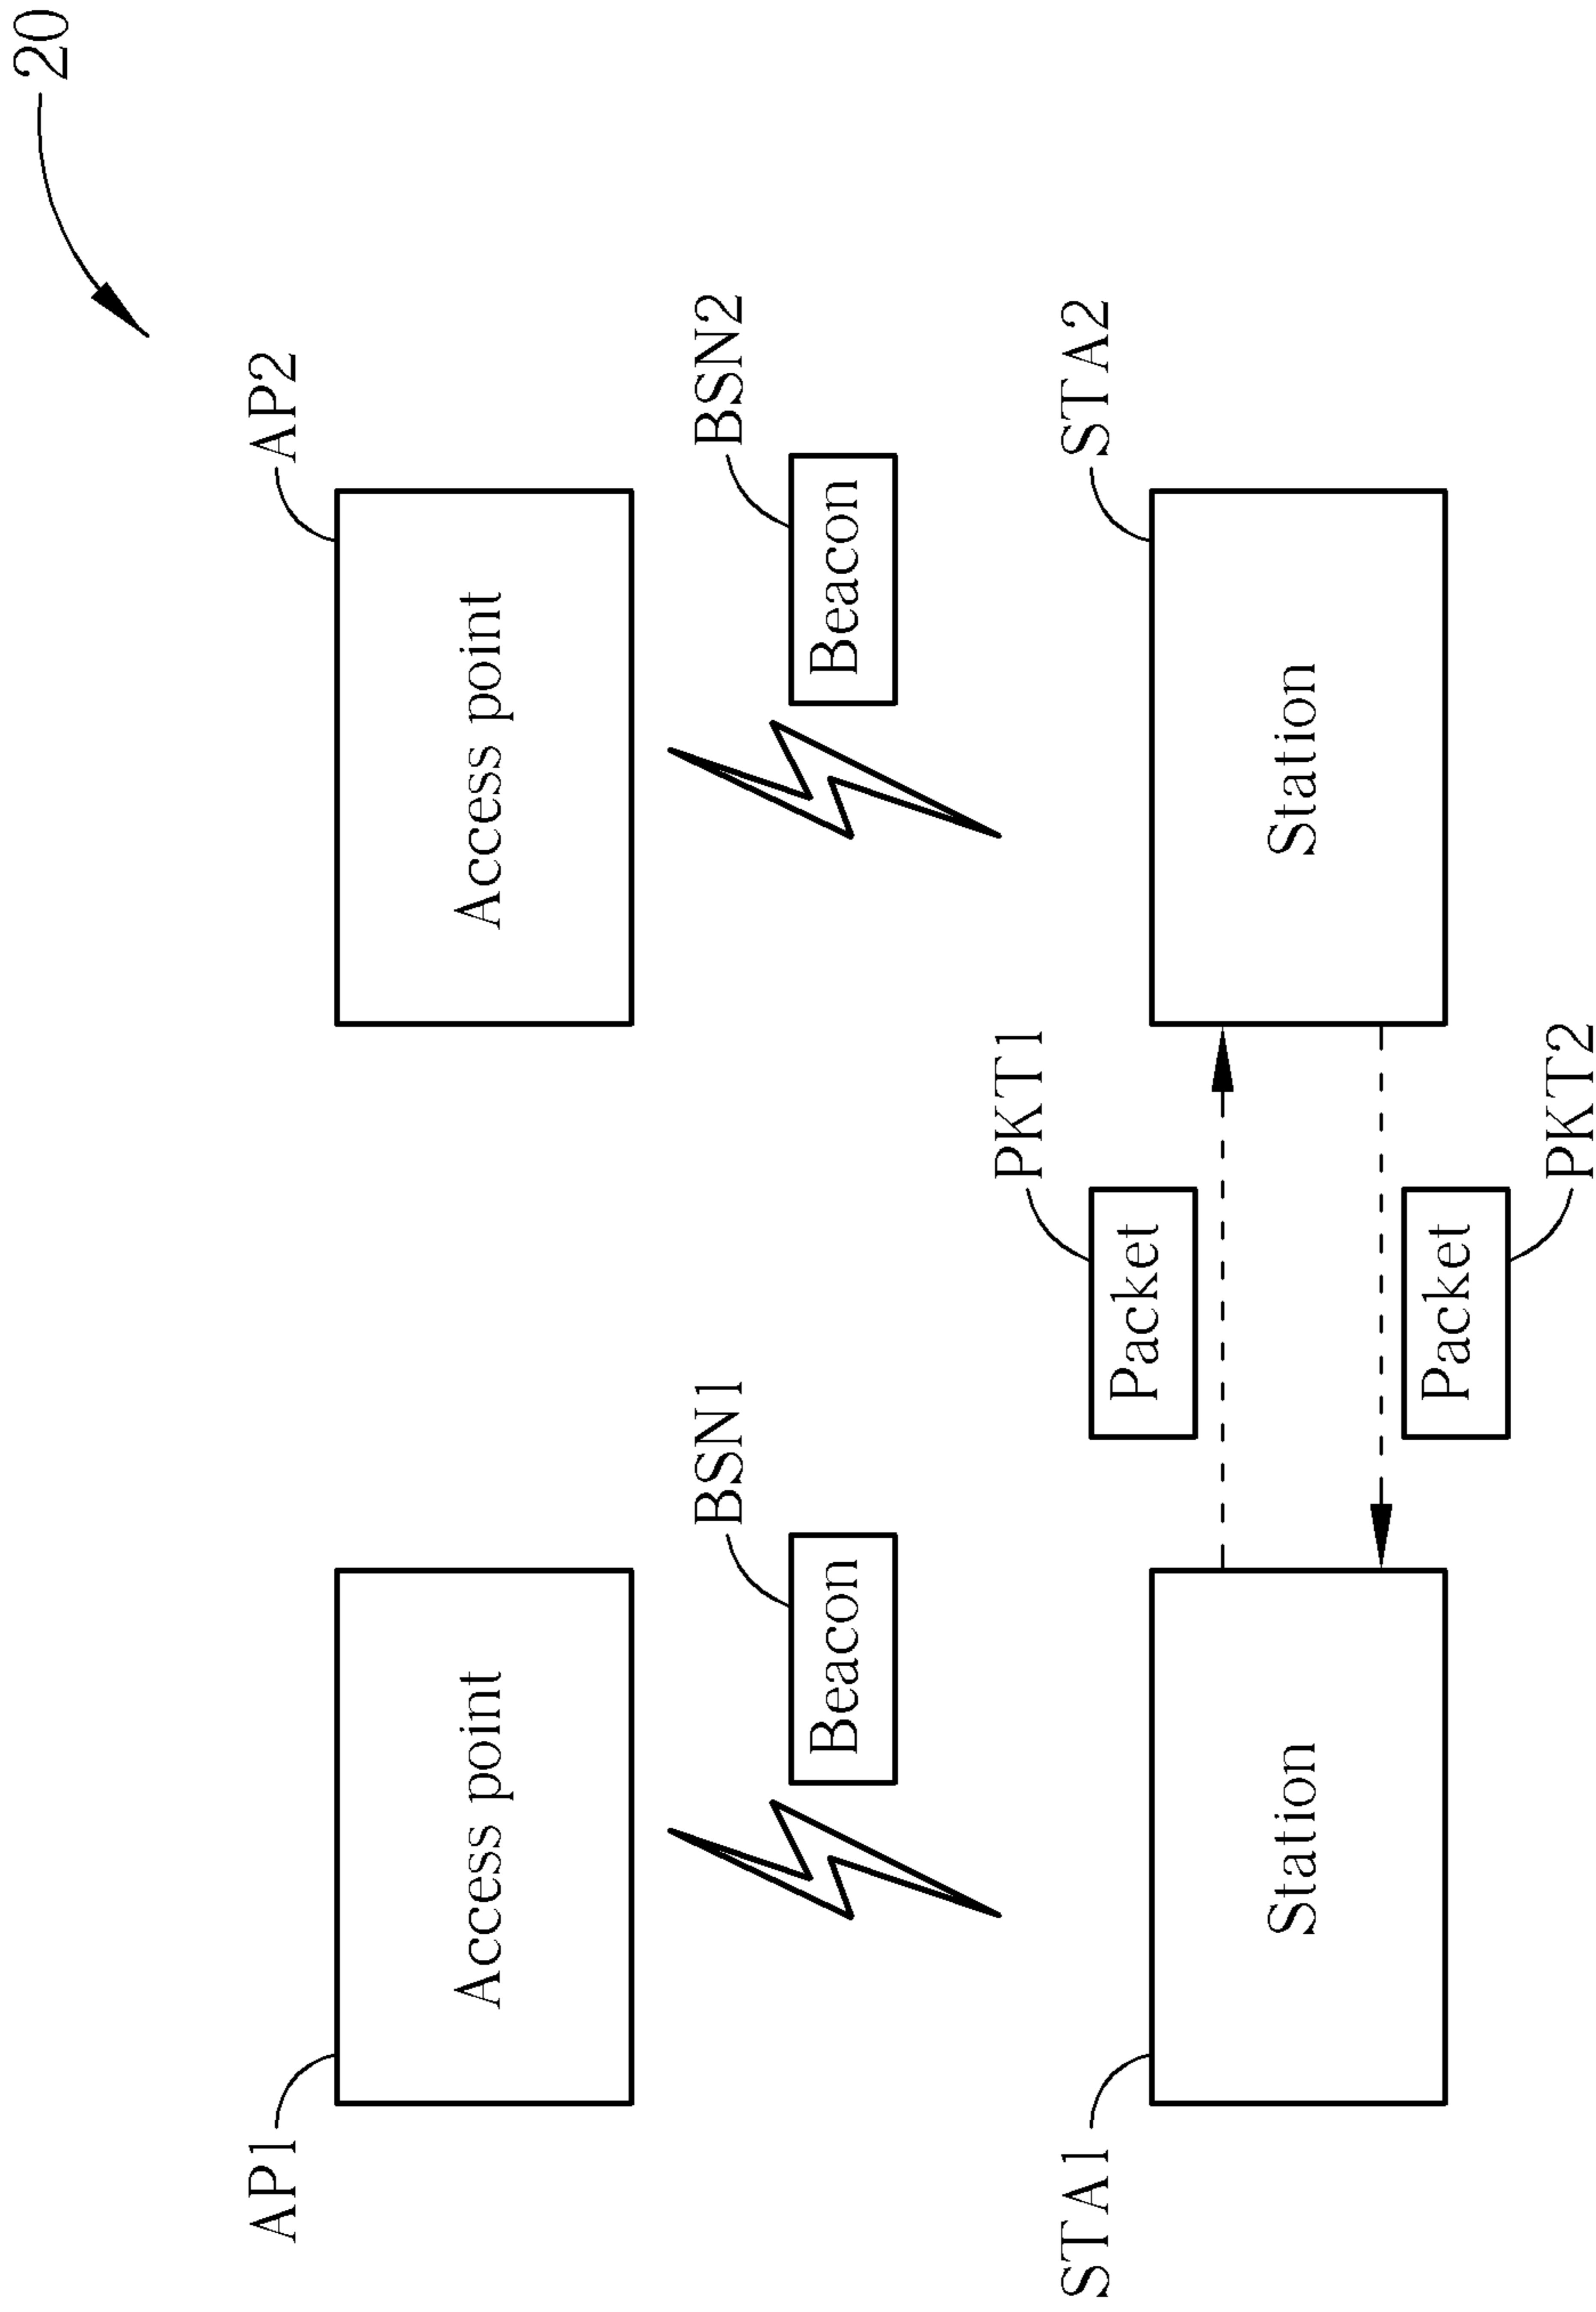 20
AP1
AP2
Access point
Access point
BSN1
BSN2
Beacon
Beacon
STA1
PKT1
STA2
Packet
Station
Station
Packet
PKT2